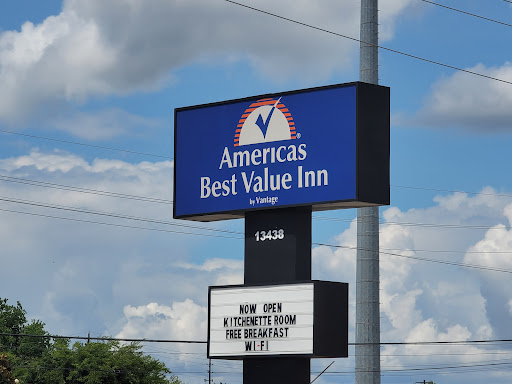 Americas
Best Value Inn
by Vantage
13438
NOW OPEN
KITCHENETTE ROOM
FREE BREAKFAST
WI-FI